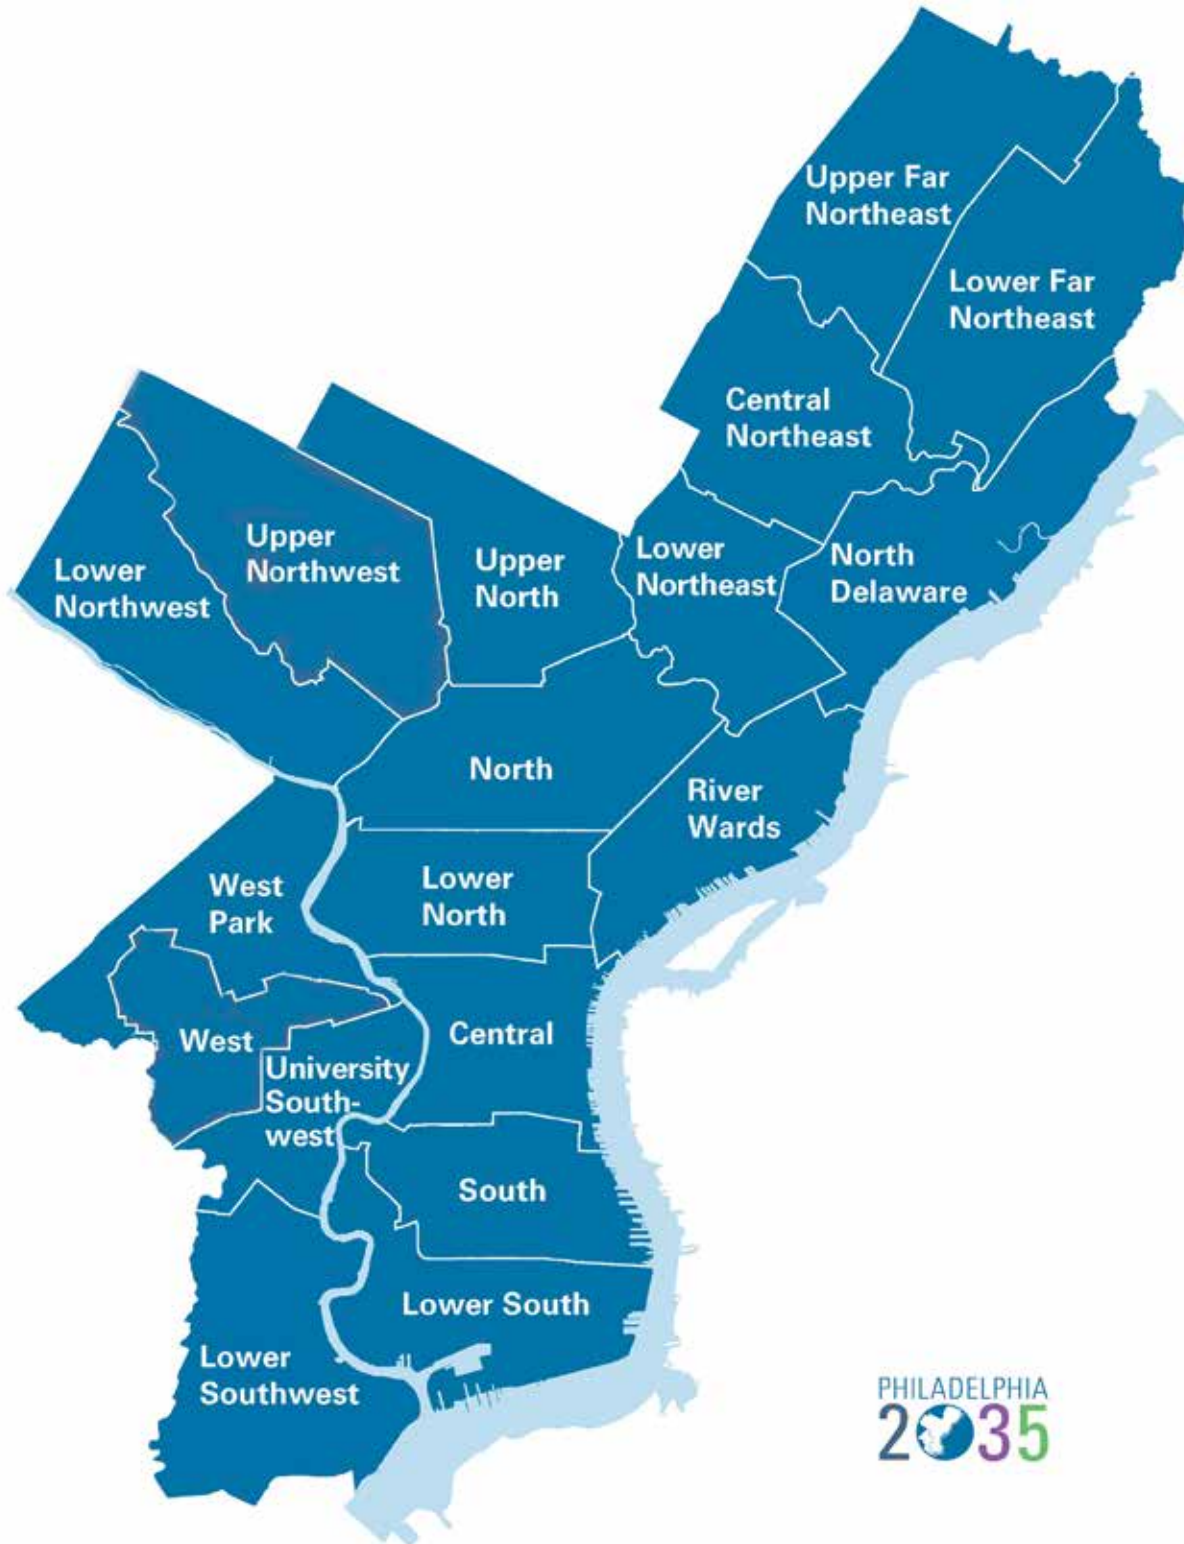 Upper Far
Northeast
Lower Far
Northeast
Central
Northeast
Upper
Northwest
Lower
Northwest
Upper
North
Lower
Northeast
North
Delaware
North
River
Wards
West
Park
Lower
North
West
Central
University
South-
west
South
Lower South
Lower
Southwest
PHILADELPHIA
2035